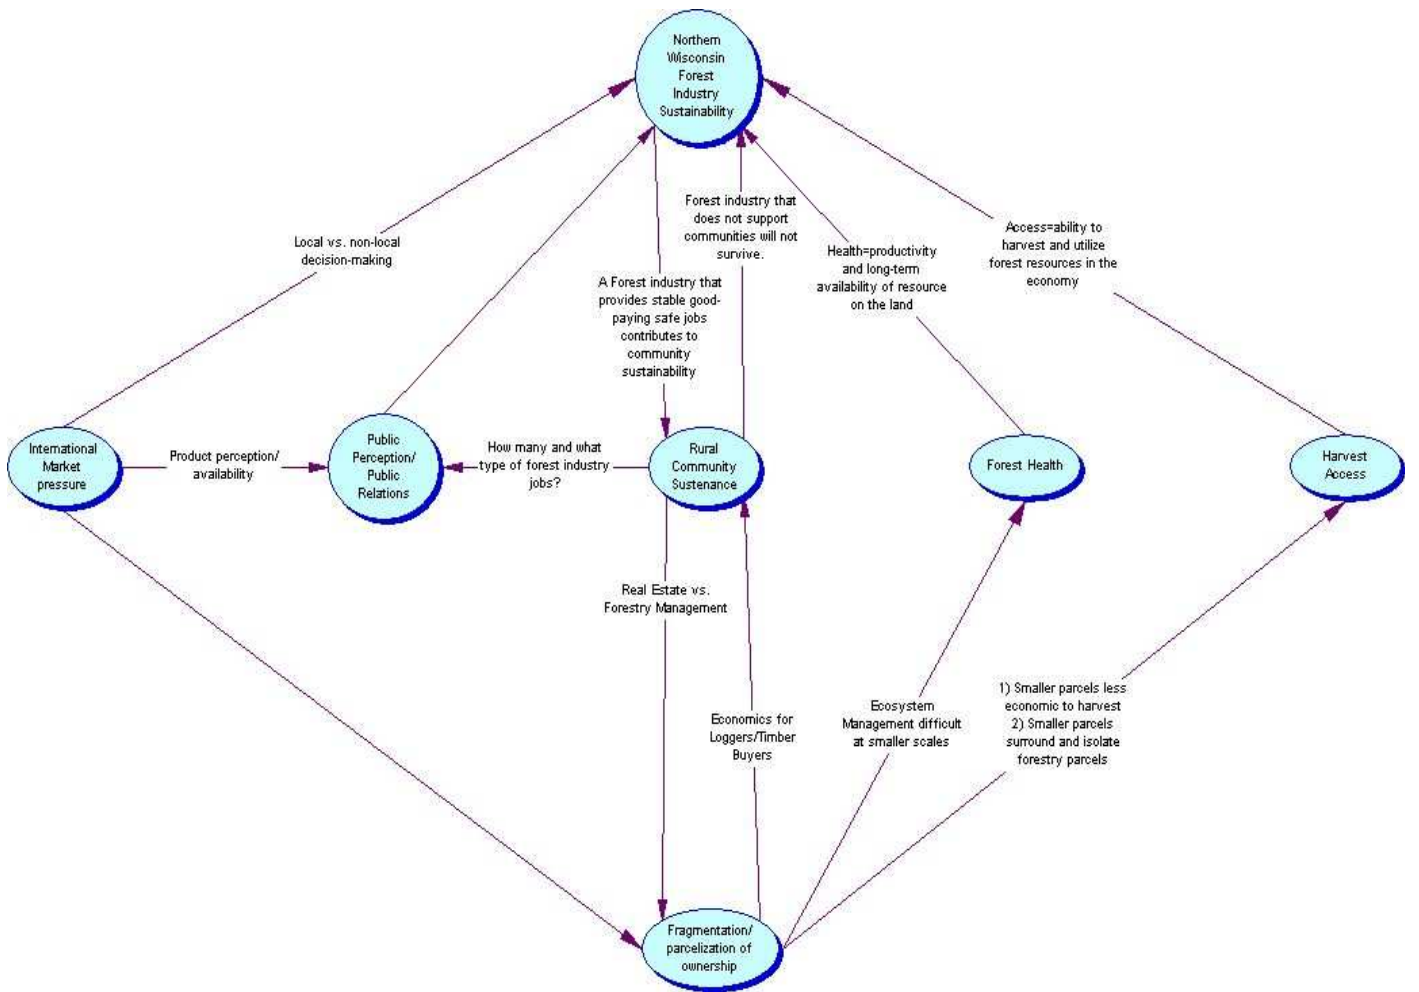 Northern
Wisconsin
Forest
Industry
Sustainability
Local vs. non-local
decision-making
Forest industry that
does not support
communities will not
survive.
Health=productivity
and long-term
availability of resource
on the land
Access=ability to
harvest and utilize
forest resources in the
economy
A Forest industry that
provides stable good-
paying safe jobs
contributes to
community
sustainability
International
Market
pressure
Product perception/
availability
Public
Perception/
Public
Relations
How many and what
type of forest industry
jobs?
Rural
Community
Sustenance
Forest Health
Harvest
Access
Real Estate vs.
Forestry Management
Economics for
Loggers/Timber
Buyers
Ecosystem
Management difficult
at smaller scales
1) Smaller parcels less
economic to harvest
2) Smaller parcels
surround and isolate
forestry parcels
Fragmentation/
parcelization of
ownership